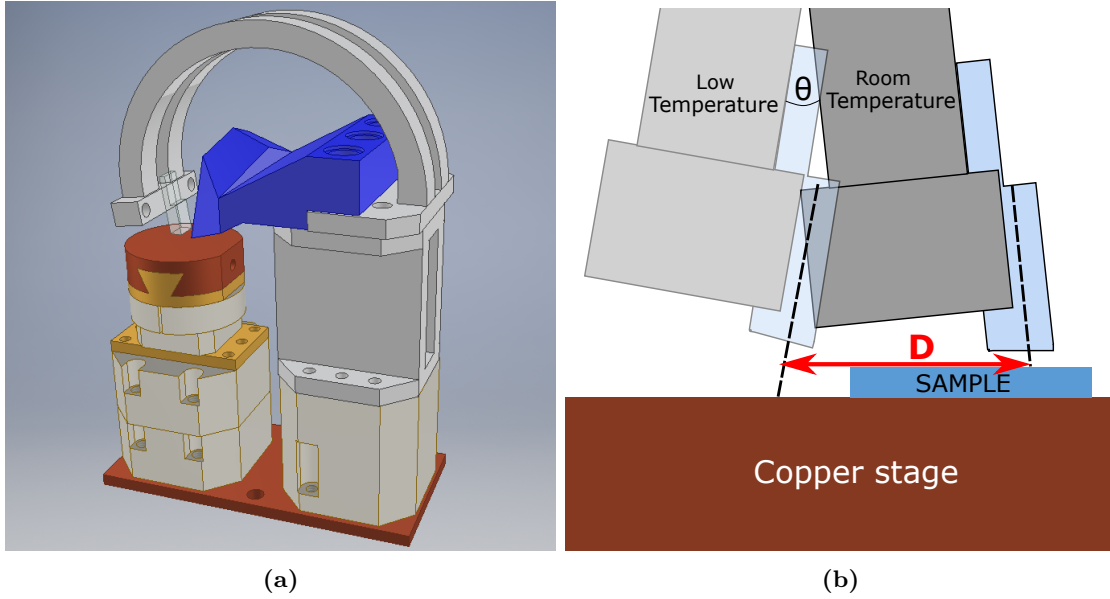 Low
Temperature
θ
Room
Temperature
D
SAMPLE
Copper stage
(a)
(b)